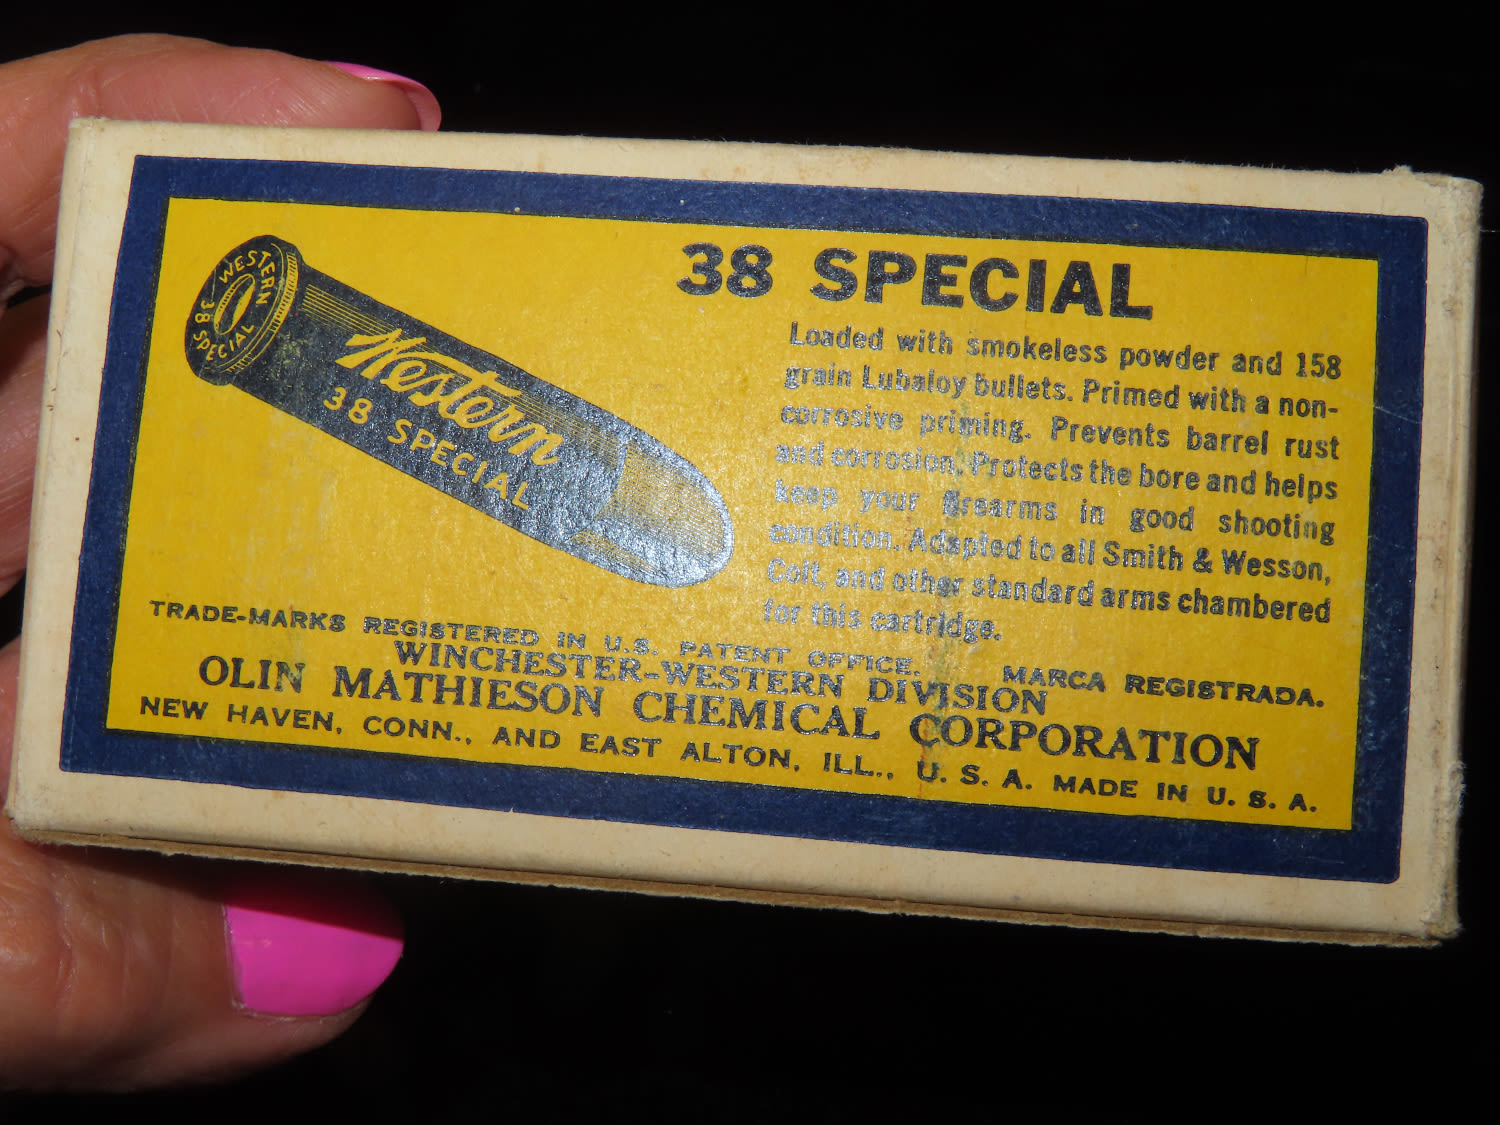 WESTERN
38 SPECIAL
Western
38 SPECIAL
38 SPECIAL
Loaded with smokeless powder and 158
grain Lubaloy bullets. Primed with a non-
corrosive priming. Prevents barrel rust
and corrosion. Protects the bore and helps
keep your firearms in good shooting
condition. Adapted to all Smith & Wesson,
Colt, and other standard arms chambered
for this cartridge.
TRADE-MARKS REGISTERED IN U.S. PATENT OFFICE. MARCA REGISTRADA.
WINCHESTER-WESTERN DIVISION
OLIN MATHIESON CHEMICAL CORPORATION
NEW HAVEN, CONN., AND EAST ALTON, ILL., U. S. A. MADE IN U. S. A.